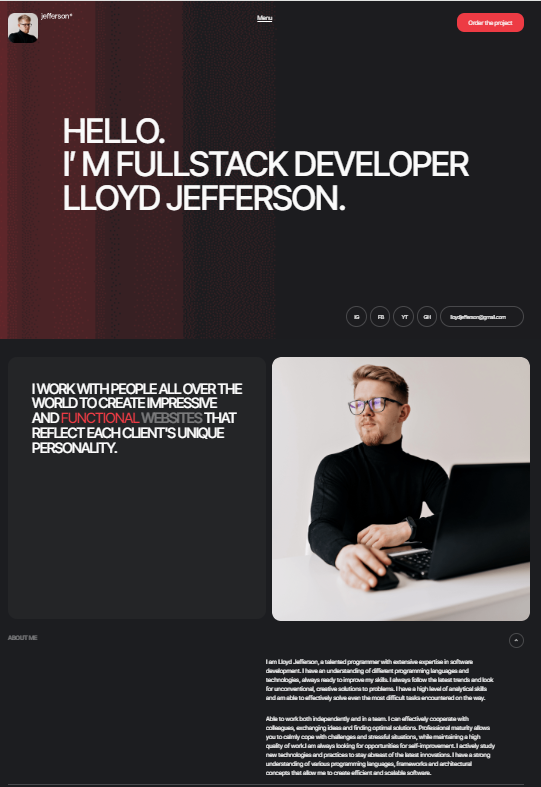 jefferson*
Menu
Order the project
HELLO.
I' M FULLSTACK DEVELOPER
LLOYD JEFFERSON.
IG
FB
YT
GH
lloydjefferson@gmail.com
I WORK WITH PEOPLE ALL OVER THE
WORLD TO CREATE IMPRESSIVE
AND FUNCTIONAL WEBSITES THAT
REFLECT EACH CLIENT'S UNIQUE
PERSONALITY.
ABOUT ME
I am Lloyd Jefferson, a talented programmer with extensive expertise in software
development. I have an understanding of different programming languages and
technologies, always ready to improve my skills. I always follow the latest trends and look
for unconventional, creative solutions to problems. I have a high level of analytical skills
and am able to effectively solve even the most difficult tasks encountered on the way.
Able to work both independently and in a team. I can effectively cooperate with
colleagues, exchanging ideas and finding optimal solutions. Professional maturity allows
you to calmly cope with challenges and stressful situations, while maintaining a high
quality of work.I am always looking for opportunities for self-improvement. I actively study
new technologies and practices to stay abreast of the latest innovations. I have a strong
understanding of various programming languages, frameworks and architectural
concepts that allow me to create efficient and scalable software.